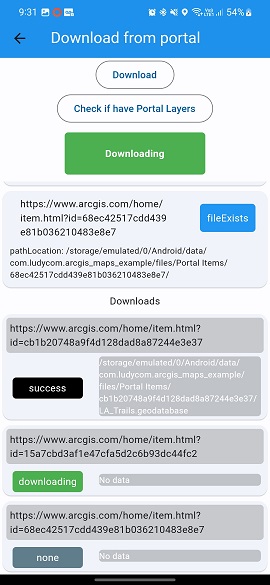 9:31
54%
Download from portal
Download
Check if have Portal Layers
Downloading
https://www.arcgis.com/home/
item.html?id=68ec42517cdd439
e81b036210483e8e7/
fileExists
pathLocation: /storage/emulated/0/Android/data/
com.ludycom.arcgis_maps_example/files/Portal Items/
68ec42517cdd439e81b036210483e8e7/
Downloads
https://www.arcgis.com/home/item.html?
id=cb1b20748a9f4d128dad8a87244e3e37
success
/storage/emulated/0/Android/data/
com.ludycom.arcgis_maps_example/
files/Portal Items/
cb1b20748a9f4d128dad8a87244e3e37/
LA_Trails.geodatabase
https://www.arcgis.com/home/item.html?
id=15a7cbd3af1e47cfa5d2c6b93dc44fc2
downloading
No data
https://www.arcgis.com/home/item.html?
id=68ec42517cdd439e81b036210483e8e7
none
No data